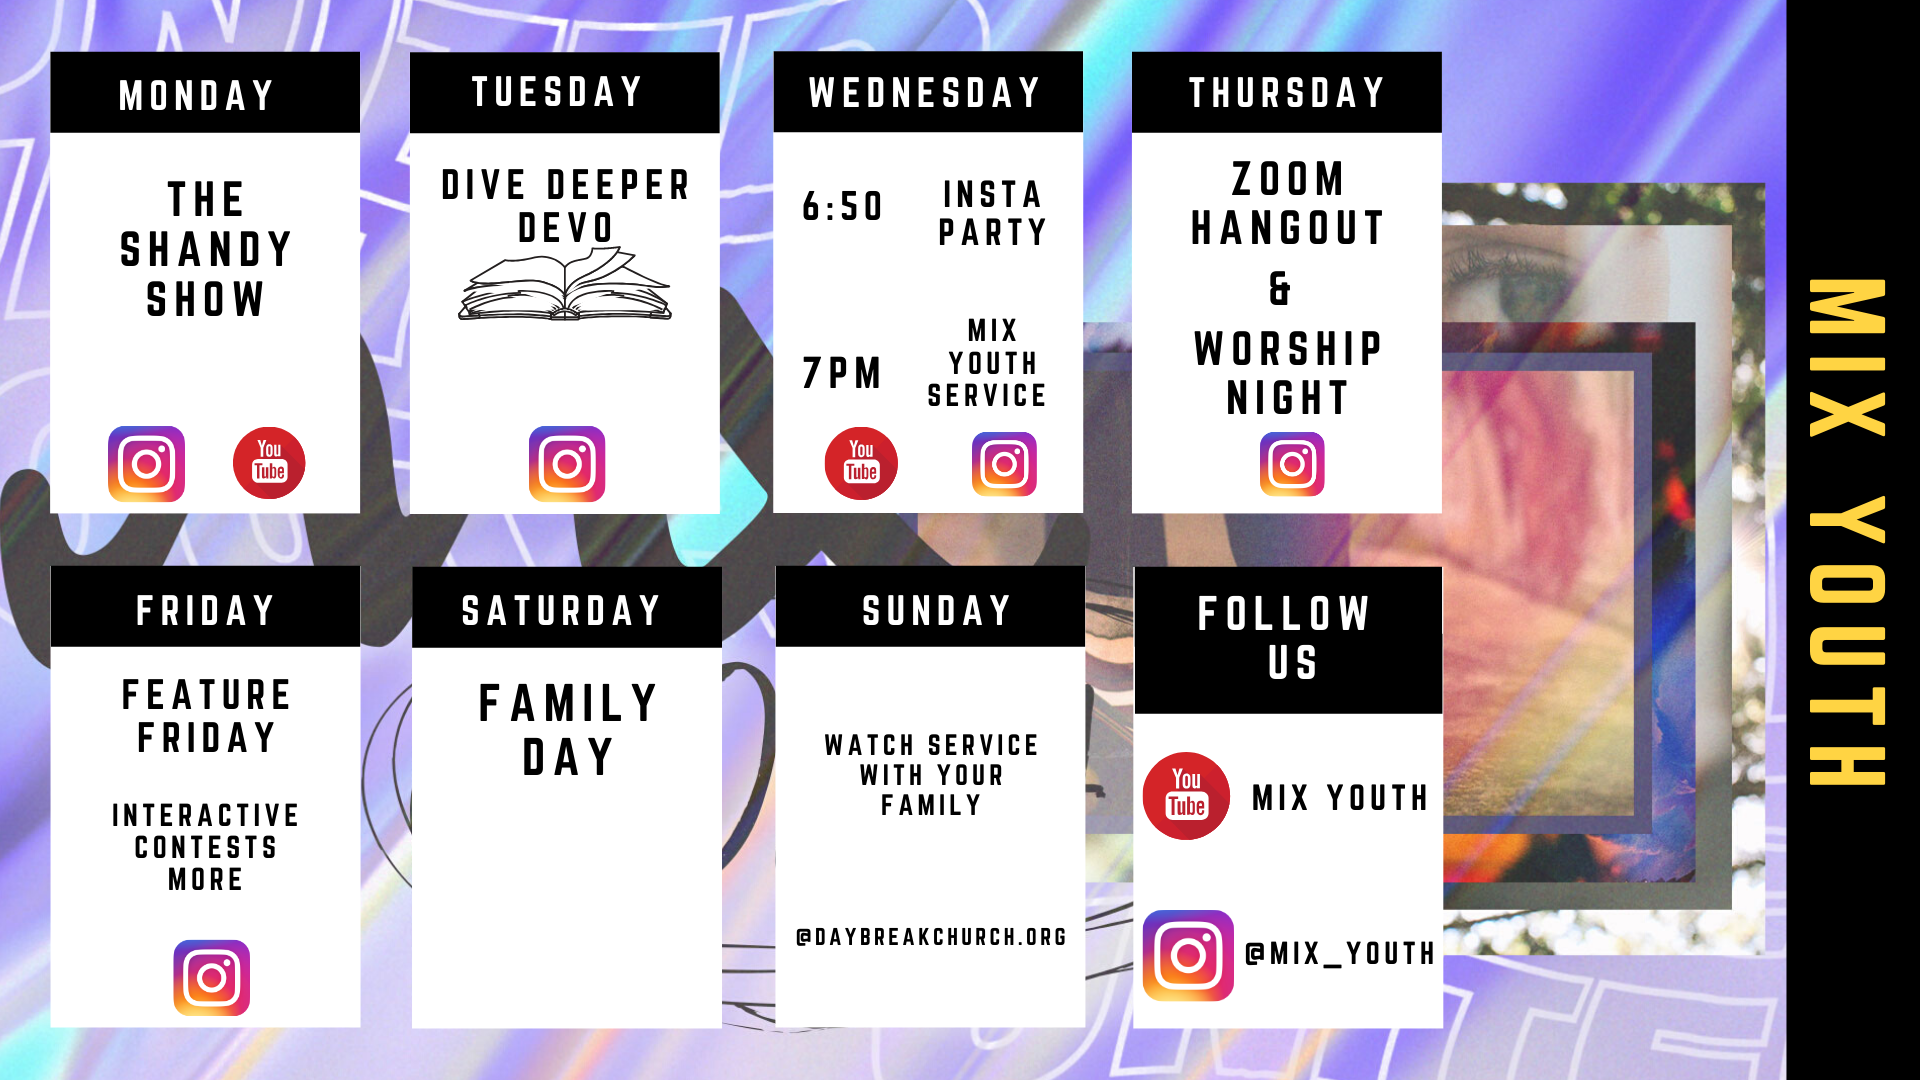 MONDAY
THE
SHANDY
SHOW
You
Tube
TUESDAY
DIVE DEEPER
DEVO
WEDNESDAY
6:50
INSTA
PARTY
7PM
MIX
YOUTH
SERVICE
You
Tube
THURSDAY
ZOOM
HANGOUT
&
WORSHIP
NIGHT
FRIDAY
FEATURE
FRIDAY
INTERACTIVE
CONTESTS
MORE
SATURDAY
FAMILY
DAY
SUNDAY
WATCH SERVICE
WITH YOUR
FAMILY
@DAYBREAKCHURCH.ORG
FOLLOW
US
You
Tube
MIX YOUTH
@MIX_YOUTH
MIX YOUTH